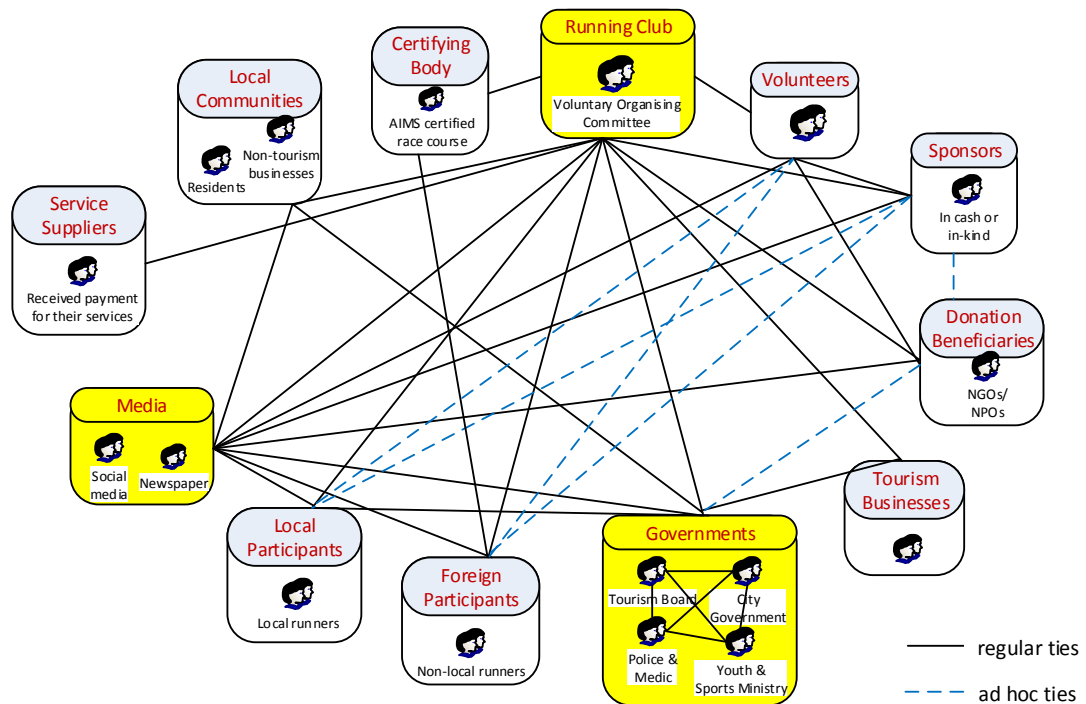 Running Club
Voluntary Organising
Committee
Certifying
Body
AIMS certified
race course
Local
Communities
Non-tourism
businesses
Residents
Volunteers
Sponsors
In cash or
in-kind
Service
Suppliers
Received payment
for their services
Donation
Beneficiaries
NGOs/
NPOs
Media
Social
media
Newspaper
Tourism
Businesses
Local
Participants
Local runners
Foreign
Participants
Non-local runners
Governments
Tourism Board
City
Government
Police &
Medic
Youth &
Sports Ministry
regular ties
ad hoc ties